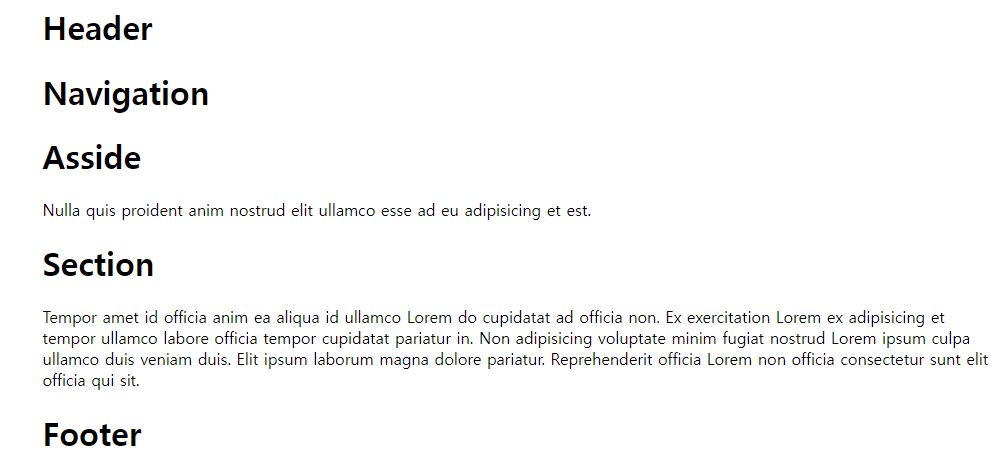 Header
Navigation
Asside
Nulla quis proident anim nostrud elit ullamco esse ad eu adipisicing et est.
Section
Tempor amet id officia anim ea aliqua id ullamco Lorem do cupidatat ad officia non. Ex exercitation Lorem ex adipisicing et
tempor ullamco labore officia tempor cupidatat pariatur in. Non adipisicing voluptate minim fugiat nostrud Lorem ipsum culpa
ullamco duis veniam duis. Elit ipsum laborum magna dolore pariatur. Reprehenderit officia Lorem non officia consectetur sunt elit
officia qui sit.
Footer